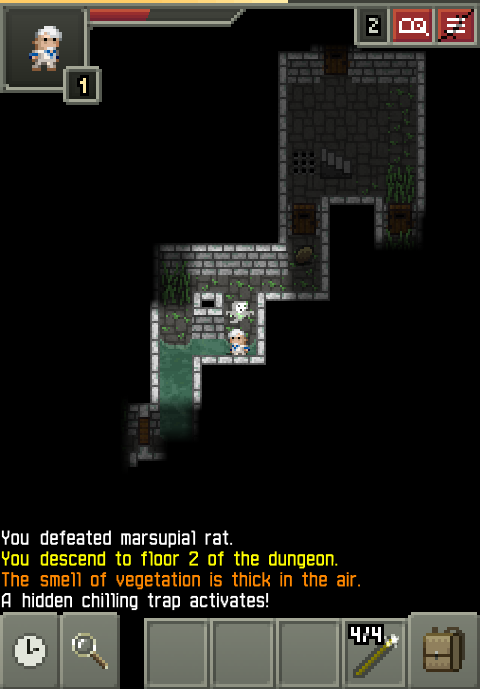 2
CQ
1
You defeated marsupial rat.
You descend to floor 2 of the dungeon.
The smell of vegetation is thick in the air.
A hidden chilling trap activates!
4/4